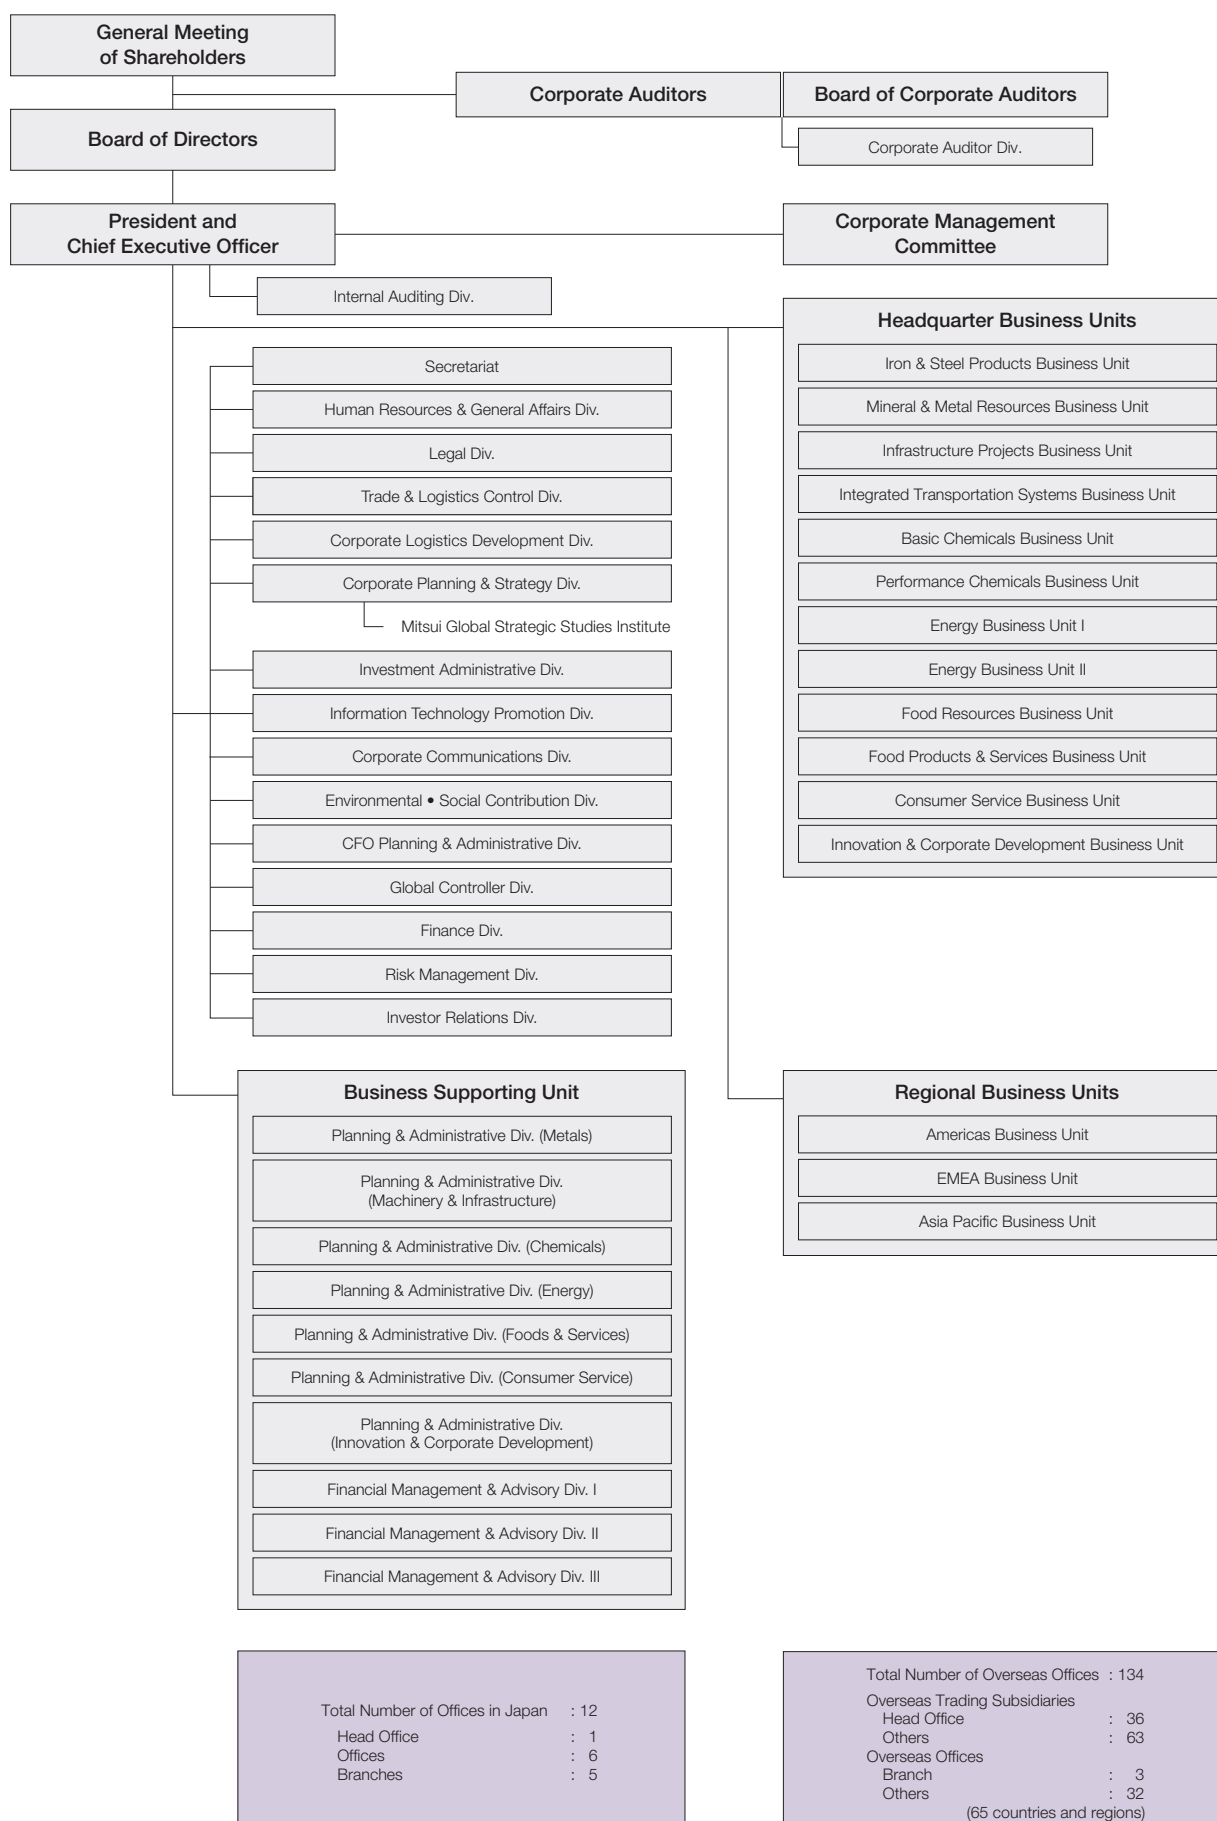 General Meeting
of Shareholders
Corporate Auditors
Board of Corporate Auditors
Board of Directors
Corporate Auditor Div.
President and
Chief Executive Officer
Corporate Management
Committee
Internal Auditing Div.
Secretariat
Human Resources & General Affairs Div.
Legal Div.
Trade & Logistics Control Div.
Corporate Logistics Development Div.
Corporate Planning & Strategy Div.
Mitsui Global Strategic Studies Institute
Investment Administrative Div.
Information Technology Promotion Div.
Corporate Communications Div.
Environmental • Social Contribution Div.
CFO Planning & Administrative Div.
Global Controller Div.
Finance Div.
Risk Management Div.
Investor Relations Div.
Headquarter Business Units
Iron & Steel Products Business Unit
Mineral & Metal Resources Business Unit
Infrastructure Projects Business Unit
Integrated Transportation Systems Business Unit
Basic Chemicals Business Unit
Performance Chemicals Business Unit
Energy Business Unit I
Energy Business Unit II
Food Resources Business Unit
Food Products & Services Business Unit
Consumer Service Business Unit
Innovation & Corporate Development Business Unit
Business Supporting Unit
Planning & Administrative Div. (Metals)
Planning & Administrative Div.
(Machinery & Infrastructure)
Planning & Administrative Div. (Chemicals)
Planning & Administrative Div. (Energy)
Planning & Administrative Div. (Foods & Services)
Planning & Administrative Div. (Consumer Service)
Planning & Administrative Div.
(Innovation & Corporate Development)
Financial Management & Advisory Div. I
Financial Management & Advisory Div. II
Financial Management & Advisory Div. III
Regional Business Units
Americas Business Unit
EMEA Business Unit
Asia Pacific Business Unit
Total Number of Offices in Japan : 12
Head Office : 1
Offices : 6
Branches : 5
Total Number of Overseas Offices : 134
Overseas Trading Subsidiaries
Head Office : 36
Others : 63
Overseas Offices
Branch : 3
Others : 32
(65 countries and regions)